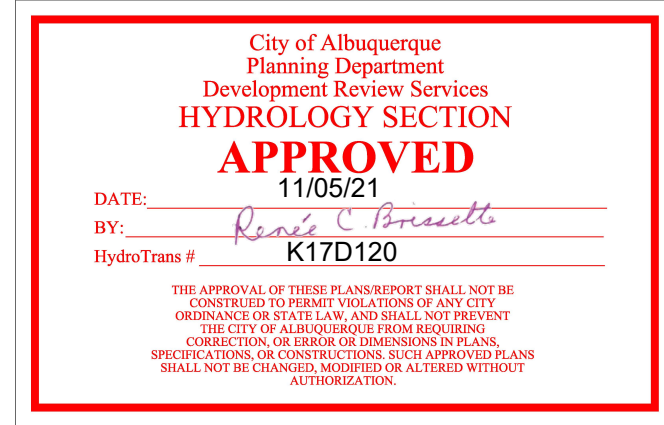 City of Albuquerque
Planning Department
Development Review Services
HYDROLOGY SECTION
APPROVED
DATE: 11/05/21
BY: Renée C. Brissette
HydroTrans # K17D120
THE APPROVAL OF THESE PLANS/REPORT SHALL NOT BE
CONSTRUED TO PERMIT VIOLATIONS OF ANY CITY
ORDINANCE OR STATE LAW, AND SHALL NOT PREVENT
THE CITY OF ALBUQUERQUE FROM REQUIRING
CORRECTION, OR ERROR OR DIMENSIONS IN PLANS,
SPECIFICATIONS, OR CONSTRUCTIONS. SUCH APPROVED PLANS
SHALL NOT BE CHANGED, MODIFIED OR ALTERED WITHOUT
AUTHORIZATION.